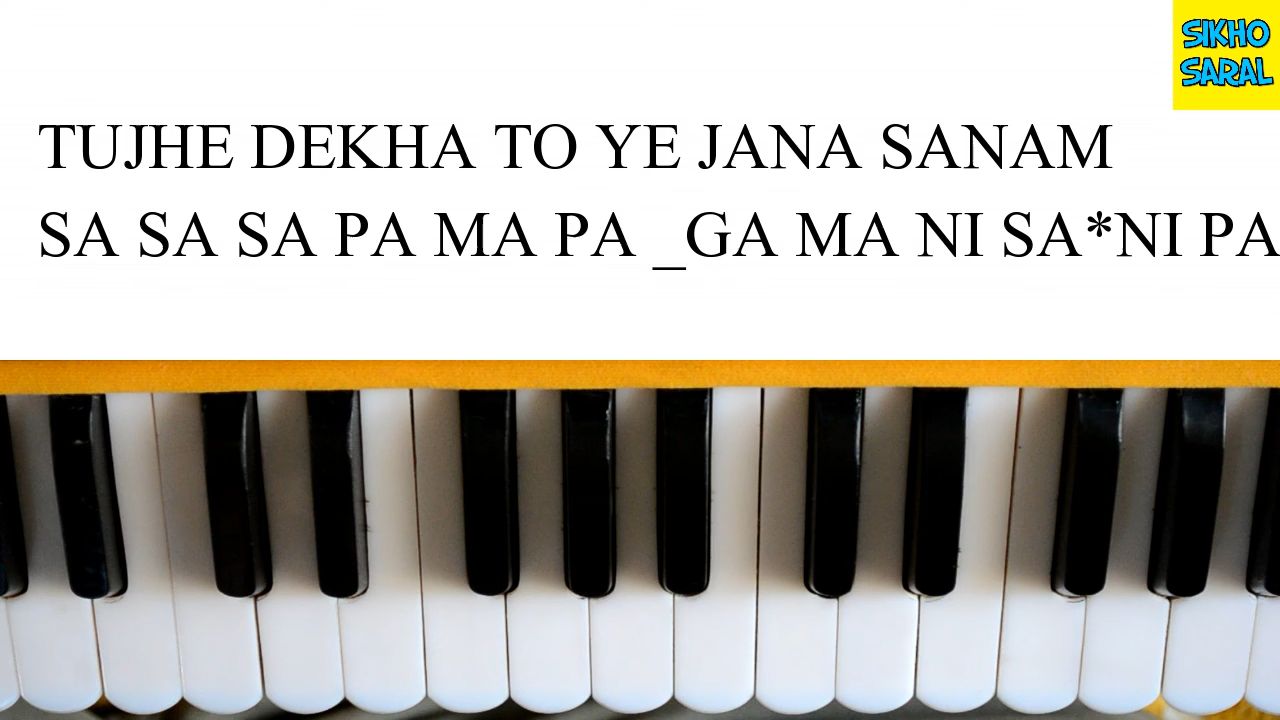 SIKHO
SARAL
TUJHE DEKHA TO YE JANA SANAM
SA SA SA PA MA PA _GA MA NI SA*NI PA